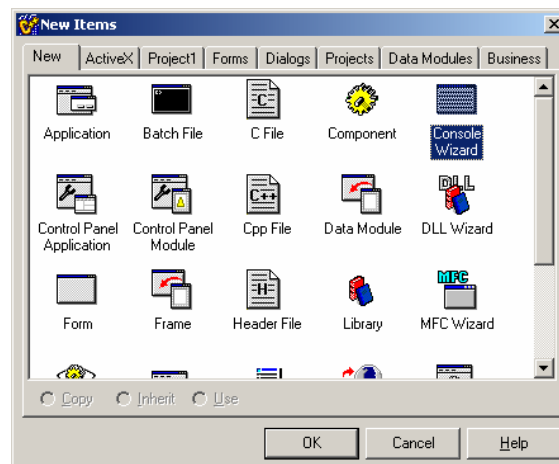 New Items
New ActiveX Project1 Forms Dialogs Projects Data Modules Business
Application Batch File C File Component Console
Wizard
C++
Control Panel Control Panel Cpp File Data Module DLL Wizard
Application Module
DLL
MFC
Form Frame Header File Library MFC Wizard
Copy Inherit Use
OK Cancel Help